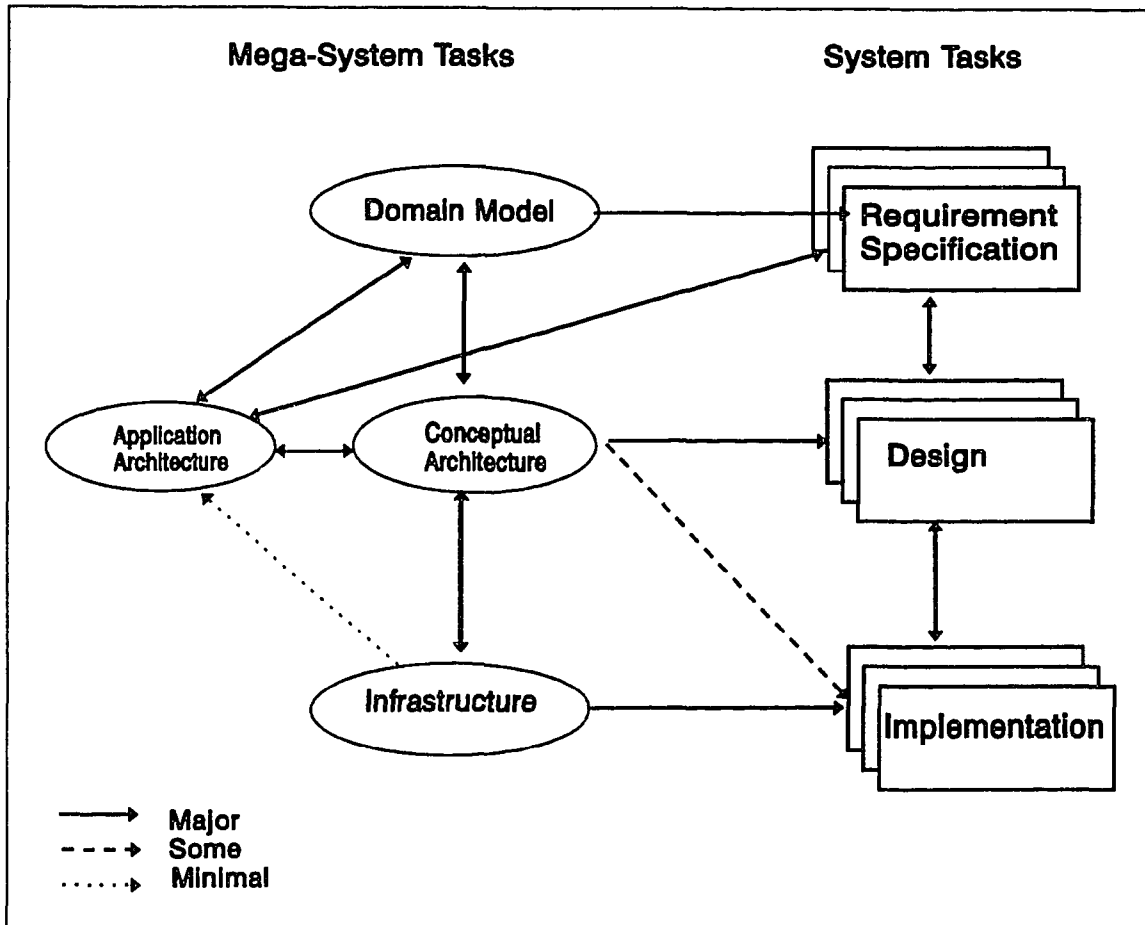 Mega-System Tasks
System Tasks
Domain Model
Requirement
Specification
Application
Architecture
Conceptual
Architecture
Design
Infrastructure
Implementation
Major
Some
Minimal